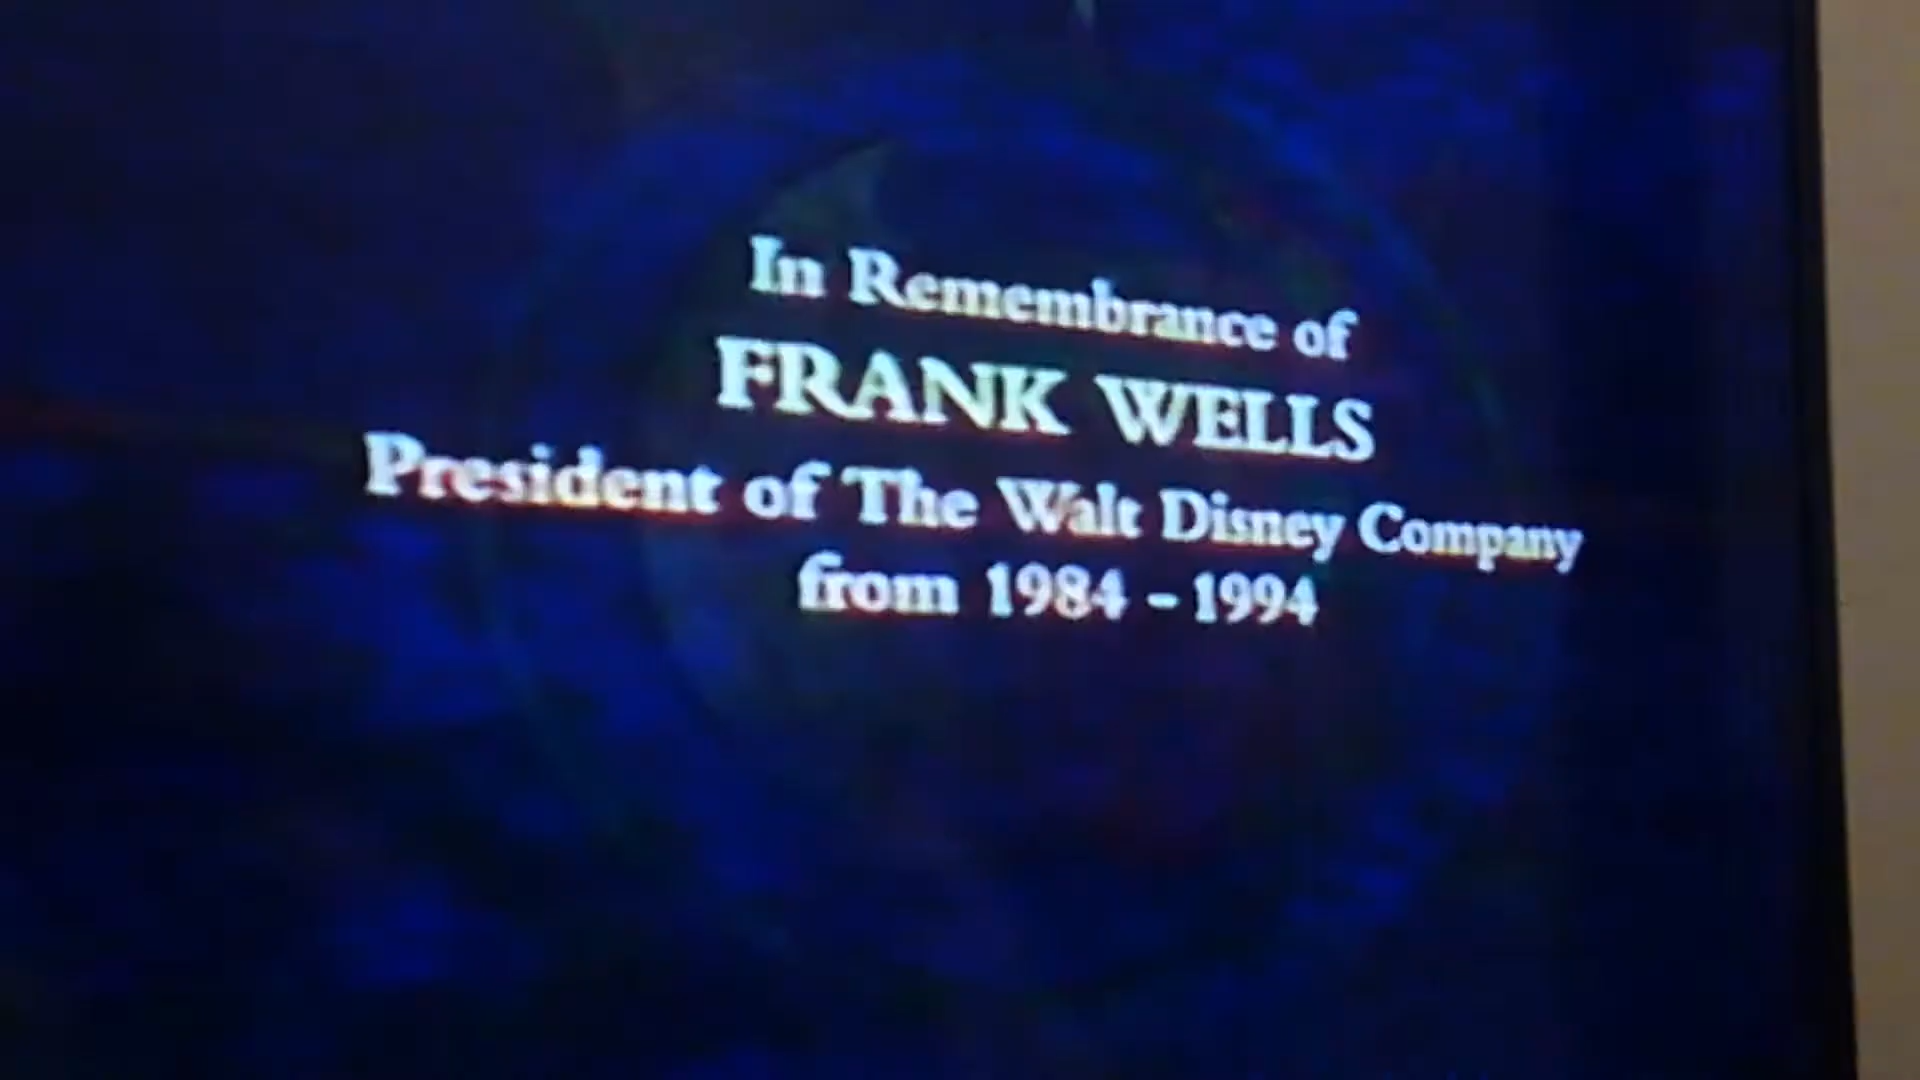 In Remembrance of
FRANK WELLS
President of The Walt Disney Company
from 1984 - 1994